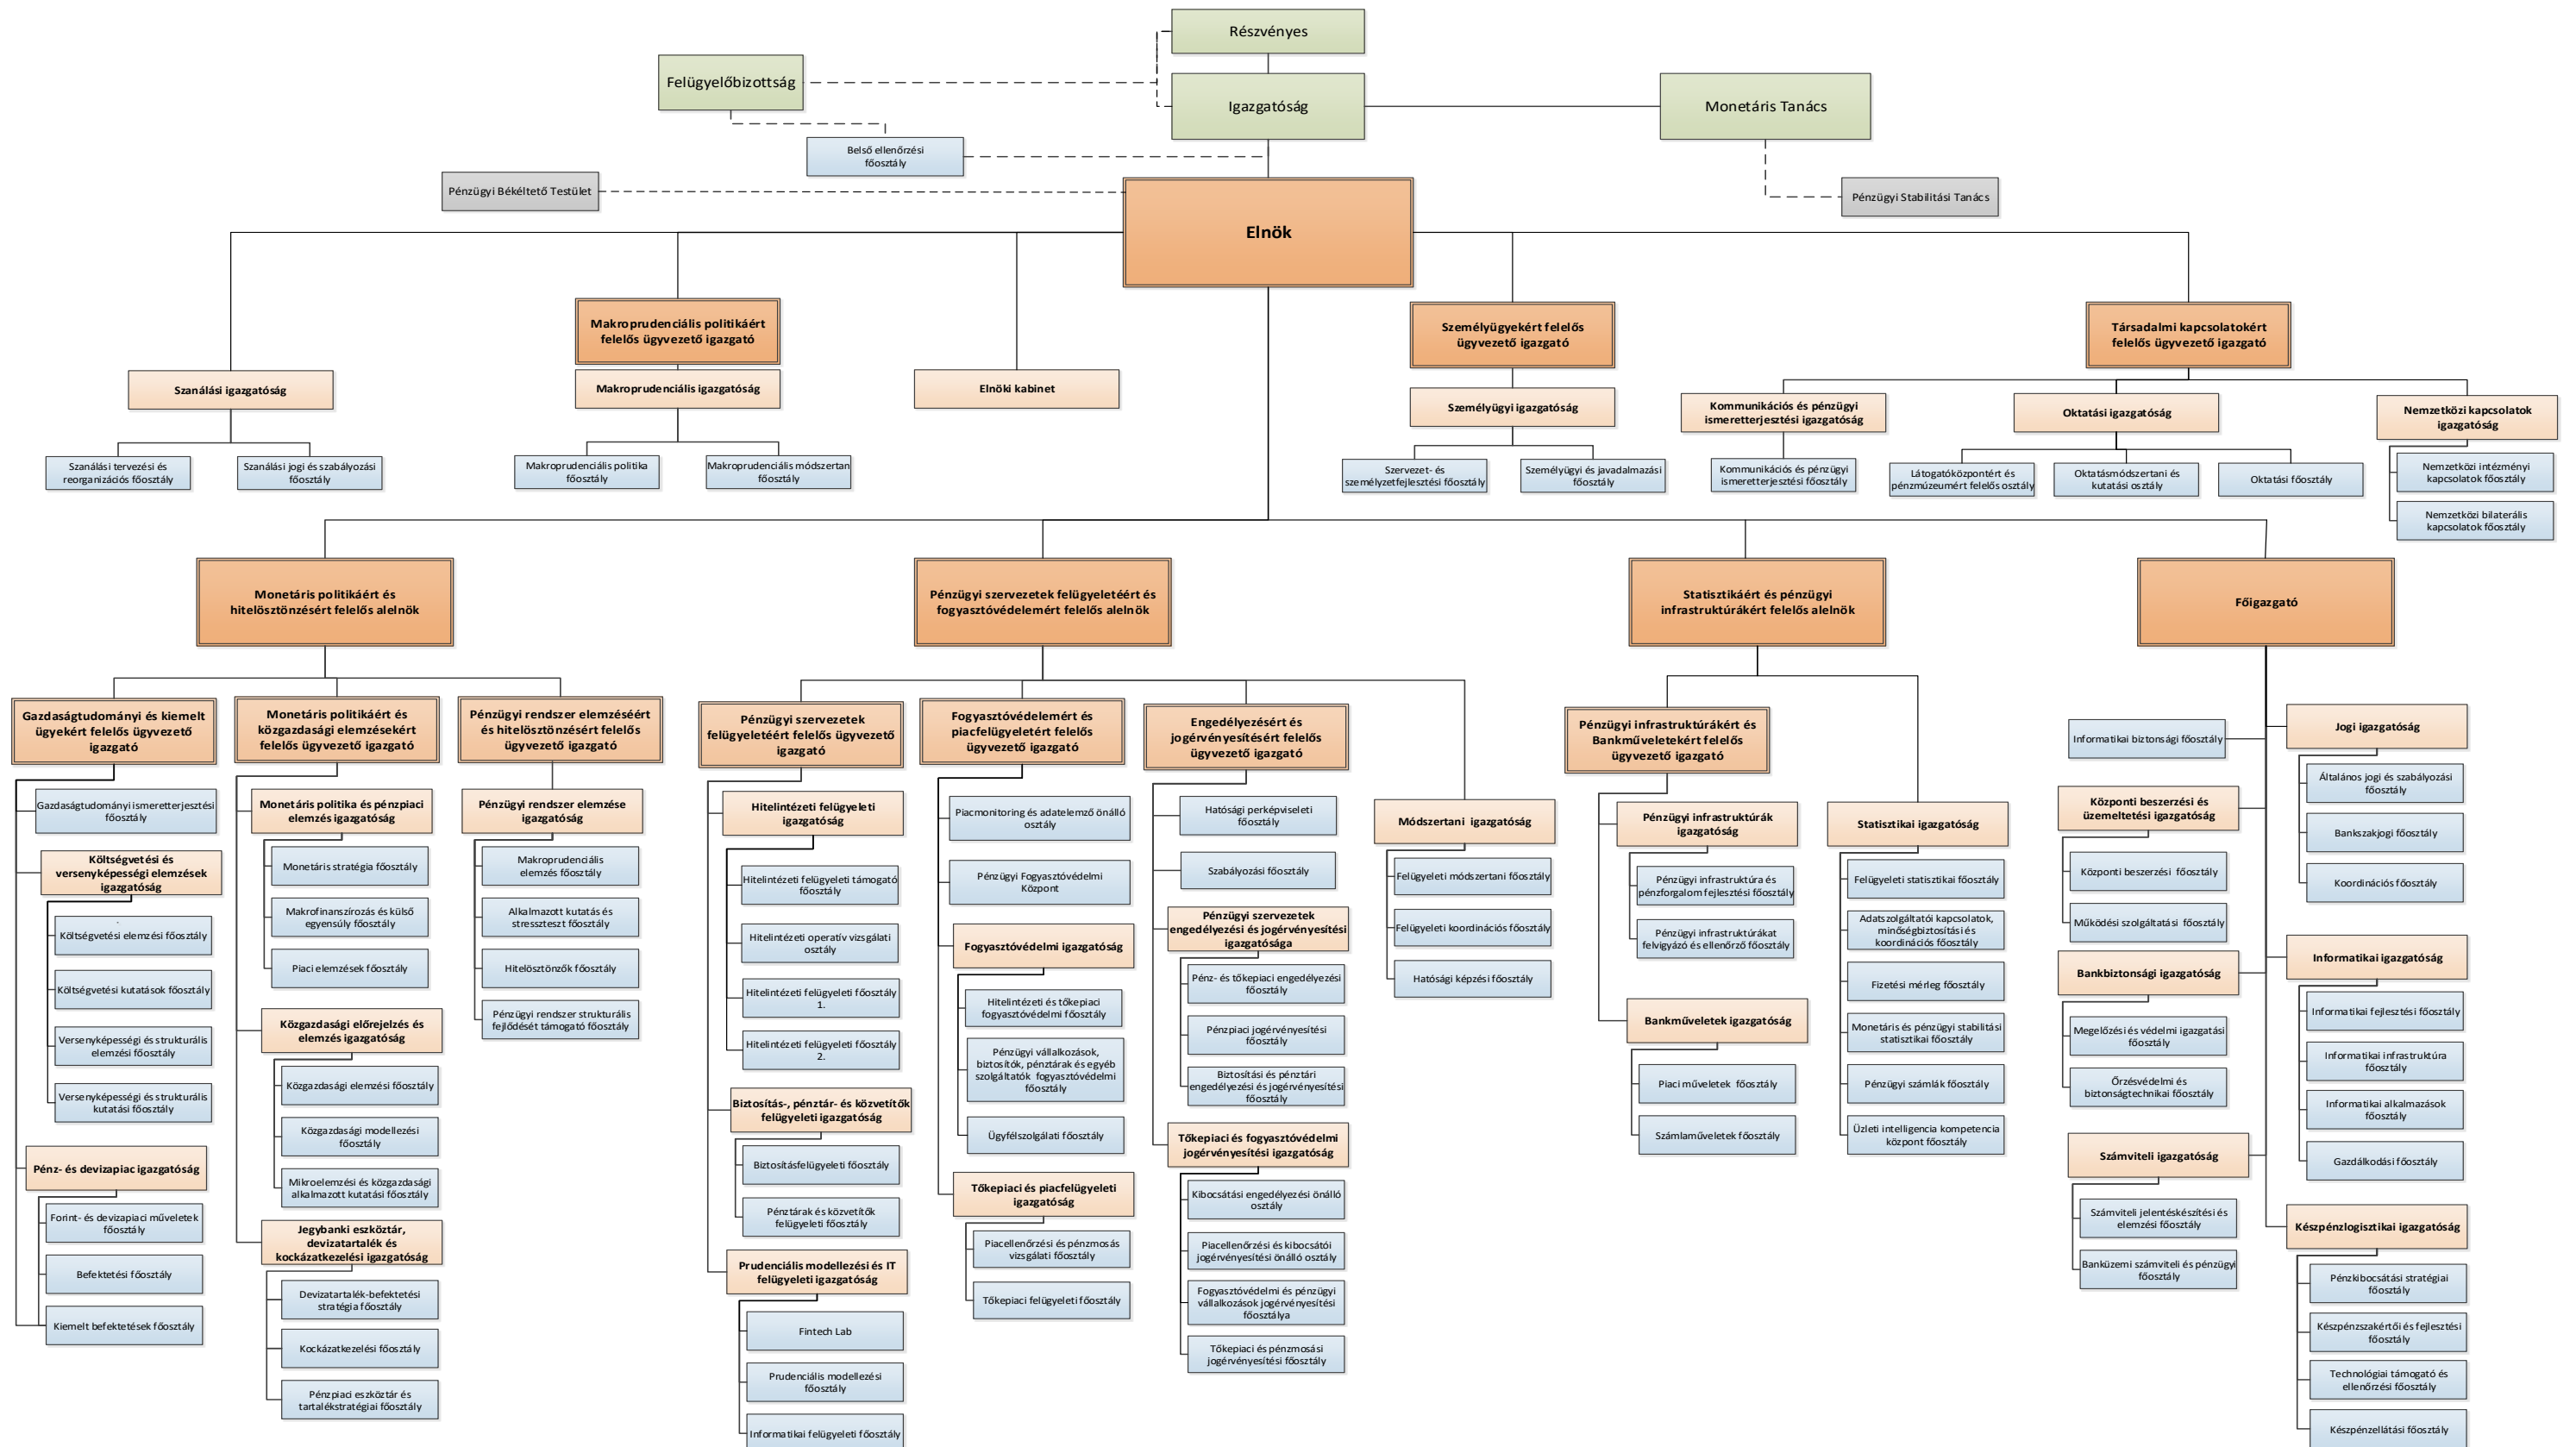 Részvényes
Felügyelőbizottság
Igazgatóság
Monetáris Tanács
Belső ellenőrzési
főosztály
Pénzügyi Békéltető Testület
Pénzügyi Stabilitási Tanács
Elnök
Makroprudenciális politikáért
felelős ügyvezető igazgató
Személyügyekért felelős
ügyvezető igazgató
Társadalmi kapcsolatokért
felelős ügyvezető igazgató
Szanálási igazgatóság
Makroprudenciális igazgatóság
Elnöki kabinet
Személyügyi igazgatóság
Kommunikációs és pénzügyi
ismeretterjesztési igazgatóság
Oktatási igazgatóság
Nemzetközi kapcsolatok
igazgatóság
Szanálási tervezési és
reorganizációs főosztály
Szanálási jogi és szabályozási
főosztály
Makroprudenciális politika
főosztály
Makroprudenciális módszertan
főosztály
Szervezet- és
személyzetfejlesztési főosztály
Személyügyi és javadalmazási
főosztály
Kommunikációs és pénzügyi
ismeretterjesztési főosztály
Látogatóközpontért és
pénzmúzeumért felelős osztály
Oktatásmódszertani és
kutatási osztály
Oktatási főosztály
Nemzetközi intézményi
kapcsolatok főosztály
Nemzetközi bilaterális
kapcsolatok főosztály
Monetáris politikáért és
hitelösztönzésért felelős alelnök
Pénzügyi szervezetek felügyeletéért és
fogyasztóvédelemért felelős alelnök
Statisztikáért és pénzügyi
infrastruktúrákért felelős alelnök
Főigazgató
Gazdaságtudományi és kiemelt
ügyekért felelős ügyvezető
igazgató
Gazdaságtudományi ismeretterjesztési
főosztály
Költségvetési és
versenyképességi elemzések
igazgatóság
Költségvetési elemzési főosztály
Költségvetési kutatások főosztály
Versenyképességi és strukturális
elemzési főosztály
Versenyképességi és strukturális
kutatási főosztály
Pénz- és devizapiac igazgatóság
Forint- és devizapiaci műveletek
főosztály
Befektetési főosztály
Kiemelt befektetések főosztály
Monetáris politikáért és
közgazdasági elemzésekért
felelős ügyvezető igazgató
Monetáris politika és pénzpiaci
elemzés igazgatóság
Monetáris stratégia főosztály
Makrofinanszírozás és külső
egyensúly főosztály
Piaci elemzések főosztály
Közgazdasági előrejelzés és
elemzés igazgatóság
Közgazdasági elemzési főosztály
Közgazdasági modellezési
főosztály
Mikroelemzési és közgazdasági
alkalmazott kutatási főosztály
Jegybanki eszköztár,
devizatartalék és
kockázatkezelési igazgatóság
Devizatartalék-befektetési
stratégia főosztály
Kockázatkezelési főosztály
Pénzpiaci eszköztár és
tartalékstratégiai főosztály
Pénzügyi rendszer elemzéséért
és hitelösztönzésért felelős
ügyvezető igazgató
Pénzügyi rendszer elemzése
igazgatóság
Makroprudenciális
elemzés főosztály
Alkalmazott kutatás és
stresszteszt főosztály
Hitelösztönzők főosztály
Pénzügyi rendszer strukturális
fejlődését támogató főosztály
Pénzügyi szervezetek
felügyeletéért felelős ügyvezető
igazgató
Hitelintézeti felügyeleti
igazgatóság
Hitelintézeti felügyeleti támogató
főosztály
Hitelintézeti operatív vizsgálati
osztály
Hitelintézeti felügyeleti főosztály
1.
Hitelintézeti felügyeleti főosztály
2.
Biztosítás-, pénztár- és közvetítők
felügyeleti igazgatóság
Biztosításfelügyeleti főosztály
Pénztárak és közvetítők
felügyeleti főosztály
Prudenciális modellezési és IT
felügyeleti igazgatóság
Fintech Lab
Prudenciális modellezési
főosztály
Informatikai felügyeleti főosztály
Fogyasztóvédelemért és
piacfelügyeletért felelős
ügyvezető igazgató
Piacmonitoring és adatelemző önálló
osztály
Pénzügyi Fogyasztóvédelmi
Központ
Fogyasztóvédelmi igazgatóság
Hitelintézeti és tőkepiaci
fogyasztóvédelmi főosztály
Pénzügyi vállalkozások,
biztosítók, pénztárak és egyéb
szolgáltatók fogyasztóvédelmi
főosztály
Ügyfélszolgálati főosztály
Tőkepiaci és piacfelügyeleti
igazgatóság
Piacellenőrzési és pénzmosás
vizsgálati főosztály
Tőkepiaci felügyeleti főosztály
Engedélyezésért és
jogérvényesítésért felelős
ügyvezető igazgató
Hatósági perképviseleti
főosztály
Szabályozási főosztály
Pénzügyi szervezetek
engedélyezési és jogérvényesítési
igazgatósága
Pénz- és tőkepiaci engedélyezési
főosztály
Pénzpiaci jogérvényesítési
főosztály
Biztosítási és pénztári
engedélyezési és jogérvényesítési
főosztály
Tőkepiaci és fogyasztóvédelmi
jogérvényesítési igazgatóság
Kibocsátási engedélyezési önálló
osztály
Piacellenőrzési és kibocsátói
jogérvényesítési önálló osztály
Fogyasztóvédelmi és pénzügyi
vállalkozások jogérvényesítési
főosztálya
Tőkepiaci és pénzmosási
jogérvényesítési főosztály
Módszertani igazgatóság
Felügyeleti módszertani főosztály
Felügyeleti koordinációs főosztály
Hatósági képzési főosztály
Pénzügyi infrastruktúrákért és
Bankműveletekért felelős
ügyvezető igazgató
Pénzügyi infrastruktúrák
igazgatóság
Pénzügyi infrastruktúra és
pénzforgalom fejlesztési főosztály
Pénzügyi infrastruktúrákat
felvigyázó és ellenőrző főosztály
Bankműveletek igazgatóság
Piaci műveletek főosztály
Számlaműveletek főosztály
Statisztikai igazgatóság
Felügyeleti statisztikai főosztály
Adatszolgáltatói kapcsolatok,
minőségbiztosítási és
koordinációs főosztály
Fizetési mérleg főosztály
Monetáris és pénzügyi stabilitási
statisztikai főosztály
Pénzügyi számlák főosztály
Üzleti intelligencia kompetencia
központ főosztály
Informatikai biztonsági főosztály
Központi beszerzési és
üzemeltetési igazgatóság
Központi beszerzési főosztály
Működési szolgáltatási főosztály
Bankbiztonsági igazgatóság
Megelőzési és védelmi igazgatási
főosztály
Őrzésvédelmi és
biztonságtechnikai főosztály
Számviteli igazgatóság
Számviteli jelentéskészítési és
elemzési főosztály
Banküzemi számviteli és pénzügyi
főosztály
Jogi igazgatóság
Általános jogi és szabályozási
főosztály
Bankszakjogi főosztály
Koordinációs főosztály
Informatikai igazgatóság
Informatikai fejlesztési főosztály
Informatikai infrastruktúra
főosztály
Informatikai alkalmazások
főosztály
Gazdálkodási főosztály
Készpénzlogisztikai igazgatóság
Pénzkibocsátási stratégiai
főosztály
Készpénzszakértői és fejlesztési
főosztály
Technológiai támogató és
ellenőrzési főosztály
Készpénzellátási főosztály